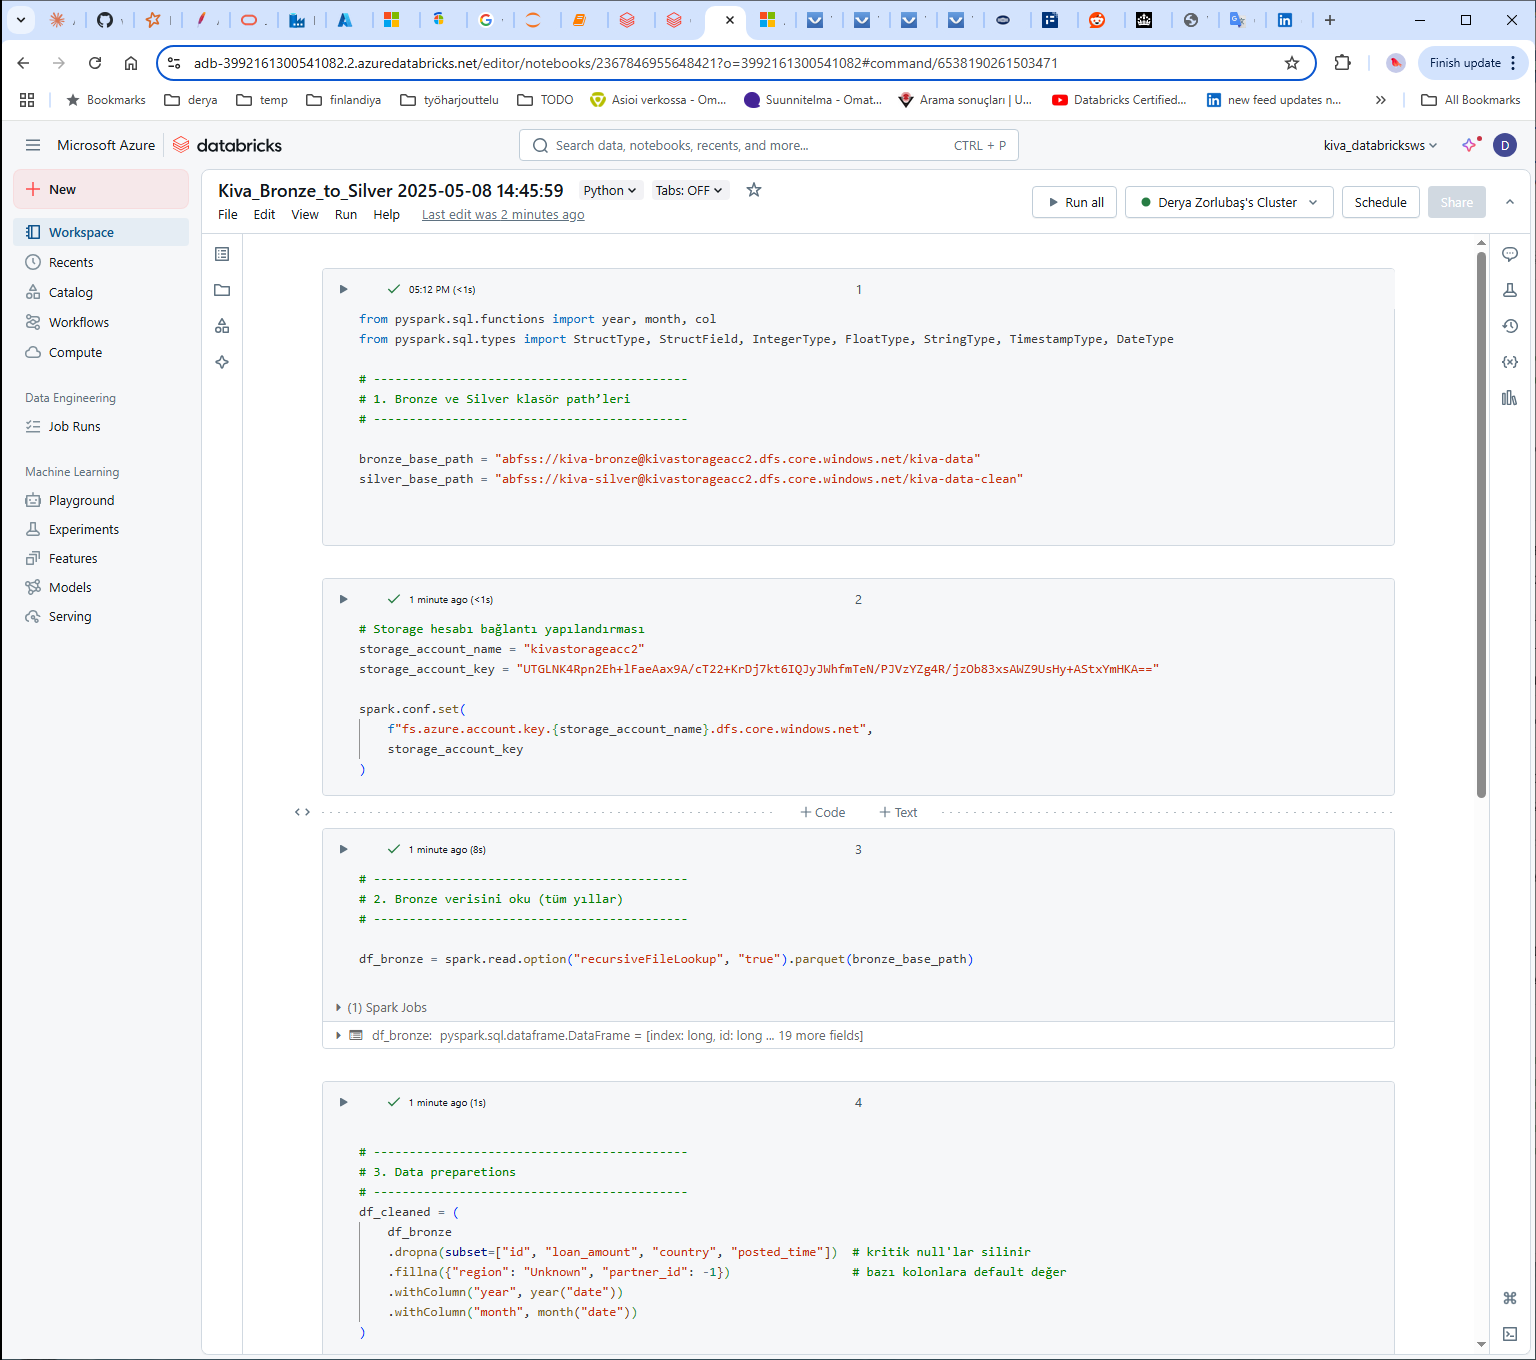 Finish update
adb-3992161300541082.2.azuredatabricks.net/editor/notebooks/2367846955648421?o=3992161300541082#command/6538190261503471
Bookmarks derya temp finlandiya työharjouttelu TODO Asioi verkossa - Om... Suunnitelma - Omat... Arama sonuçları | U... Databricks Certified... new feed updates n... All Bookmarks
Microsoft Azure databricks Search data, notebooks, recents, and more... CTRL + P kiva_databricksws D
New
Workspace
Recents
Catalog
Workflows
Compute
Data Engineering
Job Runs
Machine Learning
Playground
Experiments
Features
Models
Serving
Kiva_Bronze_to_Silver 2025-05-08 14:45:59 Python Tabs: OFF
File Edit View Run Help Last edit was 2 minutes ago
Run all Derya Zorlubaş's Cluster Schedule Share
05:12 PM (<1s) 1
from pyspark.sql.functions import year, month, col
from pyspark.sql.types import StructType, StructField, IntegerType, FloatType, StringType, TimestampType, DateType
# --------------------------------------------
# 1. Bronze ve Silver klasör path’leri
# --------------------------------------------
bronze_base_path = "abfss://kiva-bronze@kivastorageacc2.dfs.core.windows.net/kiva-data"
silver_base_path = "abfss://kiva-silver@kivastorageacc2.dfs.core.windows.net/kiva-data-clean"
1 minute ago (<1s) 2
# Storage hesabı bağlantı yapılandırması
storage_account_name = "kivastorageacc2"
storage_account_key = "[redacted]"
spark.conf.set(
f"fs.azure.account.key.{storage_account_name}.dfs.core.windows.net",
storage_account_key
)
+ Code + Text
1 minute ago (8s) 3
# --------------------------------------------
# 2. Bronze verisini oku (tüm yıllar)
# --------------------------------------------
df_bronze = spark.read.option("recursiveFileLookup", "true").parquet(bronze_base_path)
(1) Spark Jobs
df_bronze: pyspark.sql.dataframe.DataFrame = [index: long, id: long ... 19 more fields]
1 minute ago (1s) 4
# --------------------------------------------
# 3. Data preparetions
# --------------------------------------------
df_cleaned = (
df_bronze
.dropna(subset=["id", "loan_amount", "country", "posted_time"]) # kritik null'lar silinir
.fillna({"region": "Unknown", "partner_id": -1}) # bazı kolonlara default değer
.withColumn("year", year("date"))
.withColumn("month", month("date"))
)